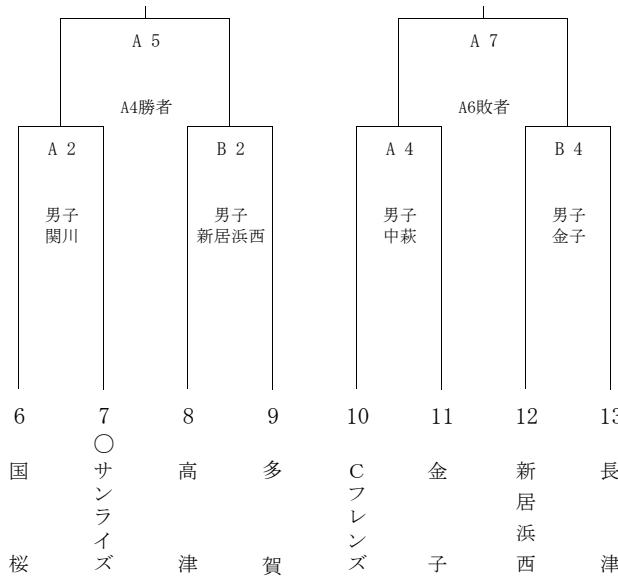 A 5
A 7
A4勝者
A6敗者
A 2
B 2
A 4
B 4
男子
関川
男子
新居浜西
男子
中萩
男子
金子
6
7
8
9
10
11
12
13
国桜
○サンライズ
高津
多賀
Cフレンズ
金子
新居浜西
長津